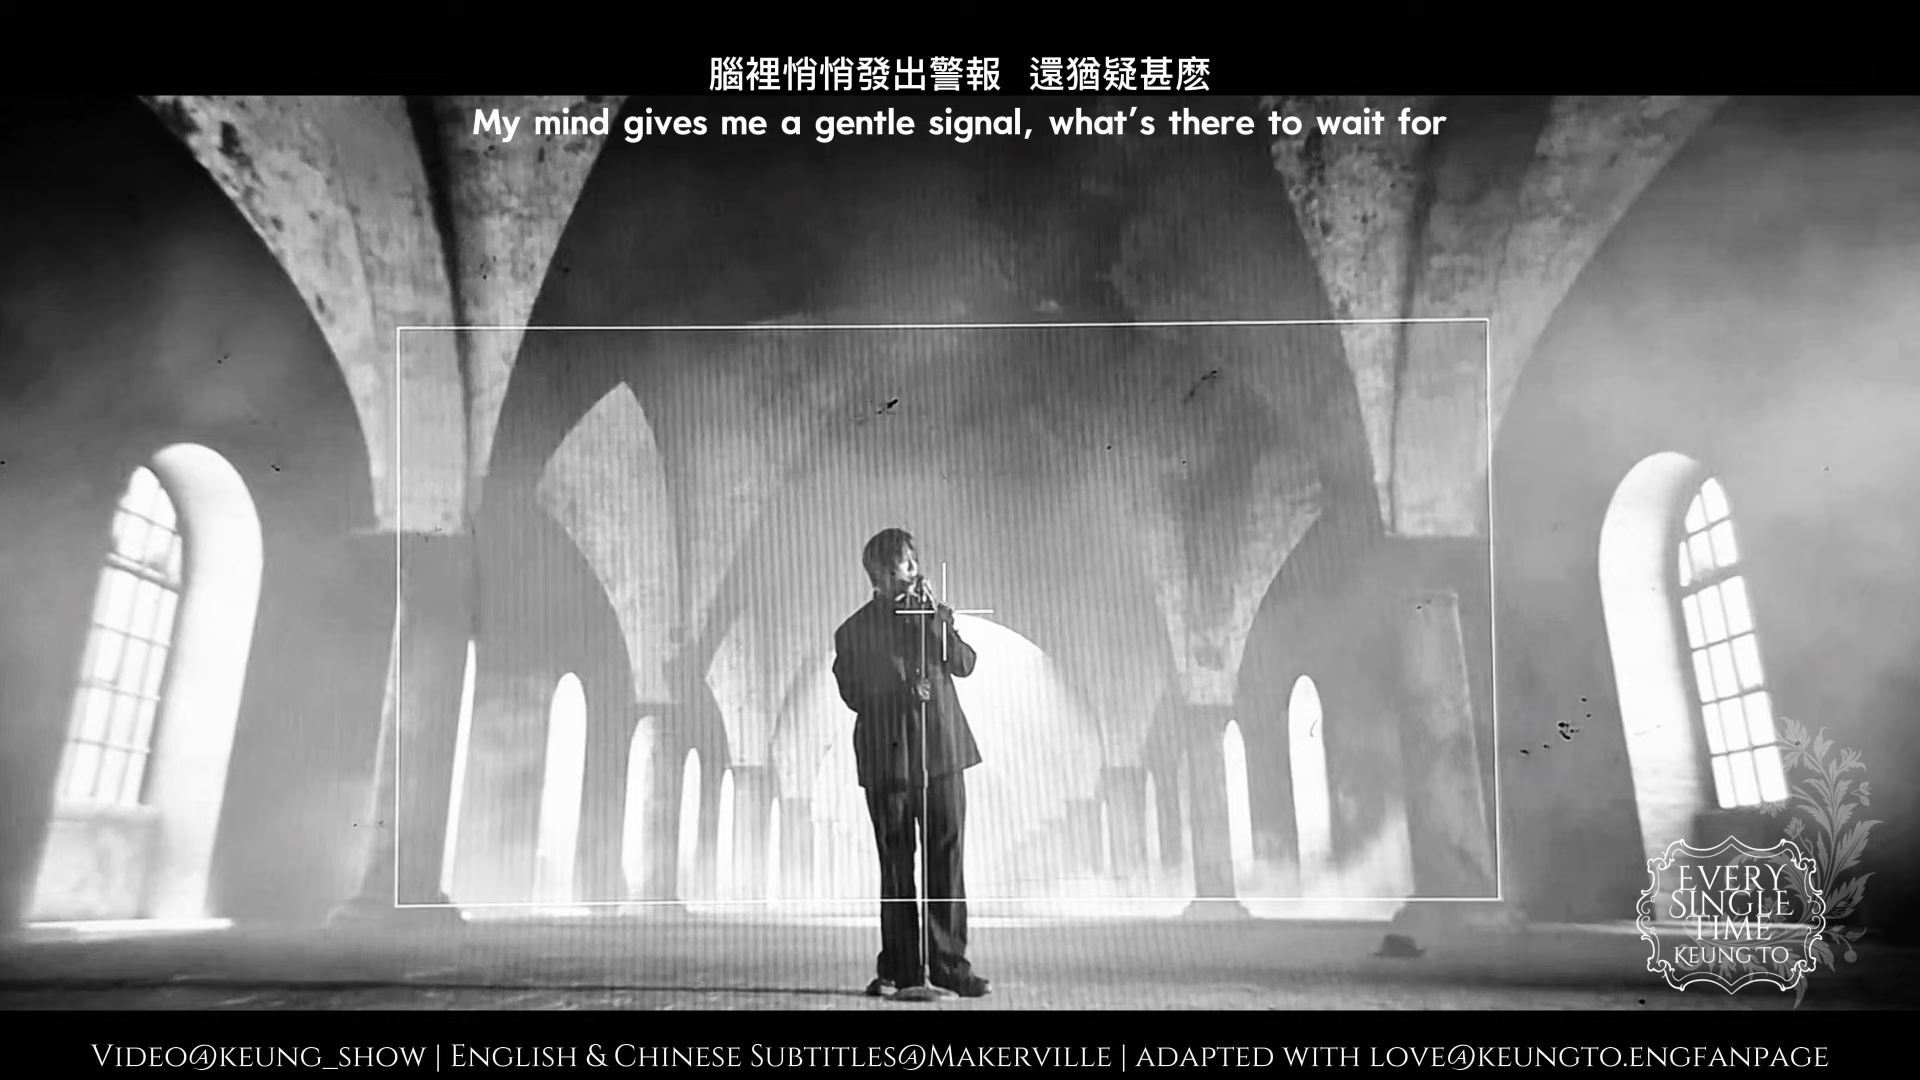 腦裡悄悄發出警報 還猶疑甚麽
My mind gives me a gentle signal, what's there to wait for
EVERY
SINGLE
TIME
KEUNG TO
VIDEO@KEUNG_SHOW | ENGLISH & CHINESE SUBTITLES@MAKERVILLE | ADAPTED WITH LOVE@KEUNGTO.ENGFANPAGE